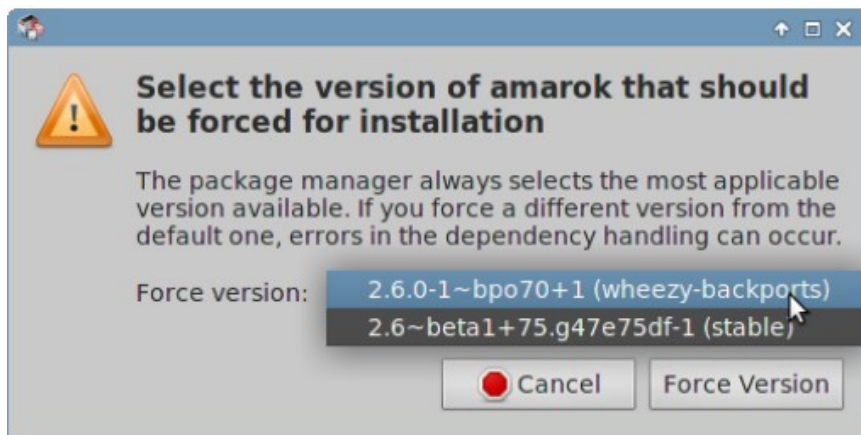 Select the version of amarok that should
be forced for installation
The package manager always selects the most applicable
version available. If you force a different version from the
default one, errors in the dependency handling can occur.
Force version:
2.6.0-1~bpo70+1 (wheezy-backports)
2.6~beta1+75.g47e75df-1 (stable)
Cancel
Force Version